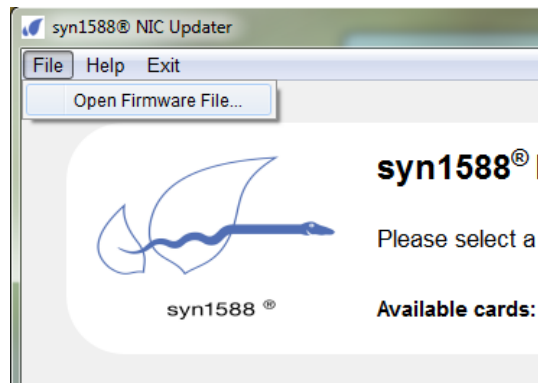 syn1588® NIC Updater
File Help Exit
Open Firmware File...
syn1588®
Please select a
syn1588 ®
Available cards: